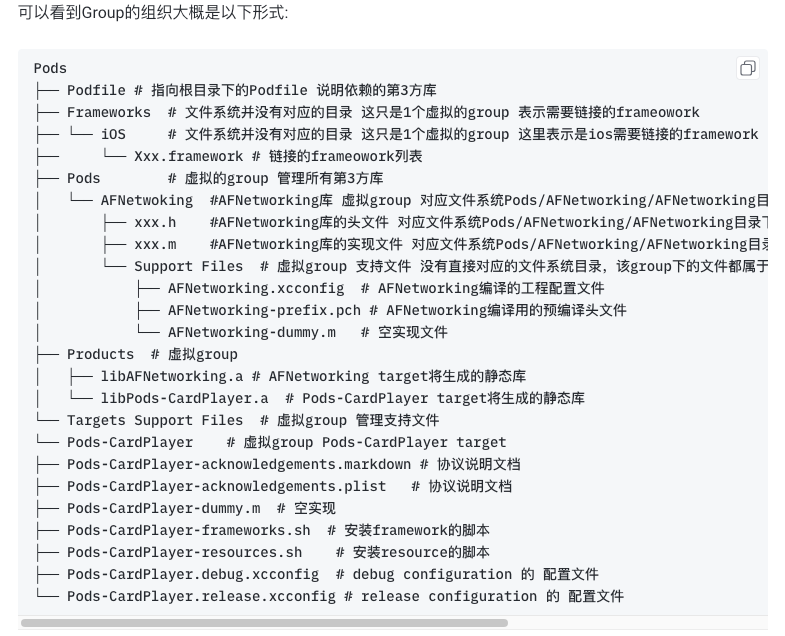 可以看到Group的组织大概是以下形式:
Pods
├── Podfile # 指向根目录下的Podfile 说明依赖的第3方库
├── Frameworks  # 文件系统并没有对应的目录 这只是1个虚拟的group 表示需要链接的frameowork
├── └── iOS     # 文件系统并没有对应的目录 这只是1个虚拟的group 这里表示是ios需要链接的framework
├──     └── Xxx.framework # 链接的frameowork列表
├── Pods        # 虚拟的group 管理所有第3方库
│   └── AFNetwoking  #AFNetworking库 虚拟group 对应文件系统Pods/AFNetworking/AFNetworking目
│       ├── xxx.h    #AFNetworking库的头文件 对应文件系统Pods/AFNetworking/AFNetworking目录下
│       ├── xxx.m    #AFNetworking库的实现文件 对应文件系统Pods/AFNetworking/AFNetworking目录
│       └── Support Files  # 虚拟group 支持文件 没有直接对应的文件系统目录，该group下的文件都属于
│           ├── AFNetworking.xcconfig  # AFNetworking编译的工程配置文件
│           ├── AFNetworking-prefix.pch # AFNetworking编译用的预编译头文件
│           └── AFNetworking-dummy.m   # 空实现文件
├── Products  # 虚拟group
│   ├── libAFNetworking.a # AFNetworking target将生成的静态库
│   └── libPods-CardPlayer.a  # Pods-CardPlayer target将生成的静态库
└── Targets Support Files  # 虚拟group 管理支持文件
└── Pods-CardPlayer    # 虚拟group Pods-CardPlayer target
├── Pods-CardPlayer-acknowledgements.markdown # 协议说明文档
├── Pods-CardPlayer-acknowledgements.plist   # 协议说明文档
├── Pods-CardPlayer-dummy.m  # 空实现
├── Pods-CardPlayer-frameworks.sh  # 安装framework的脚本
├── Pods-CardPlayer-resources.sh    # 安装resource的脚本
├── Pods-CardPlayer.debug.xcconfig  # debug configuration 的 配置文件
└── Pods-CardPlayer.release.xcconfig # release configuration 的 配置文件